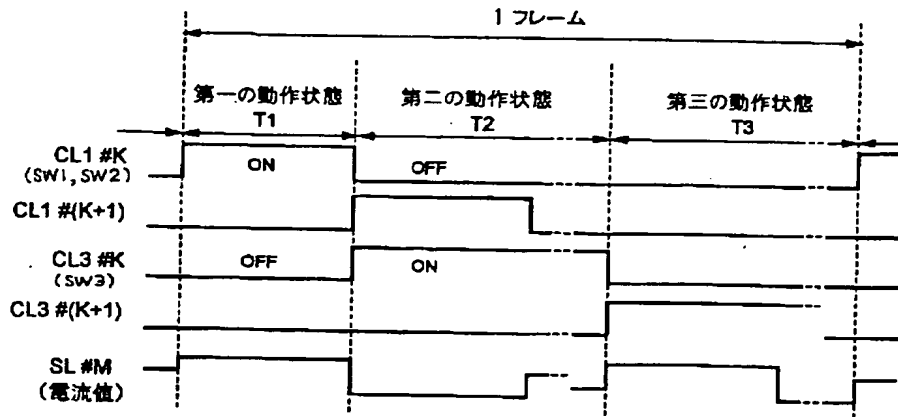 1 フレーム
第一の動作状態
T1
第二の動作状態
T2
第三の動作状態
T3
CL1 #K
(SW1, SW2)
ON
OFF
CL1 #(K+1)
CL3 #K
(SW3)
OFF
ON
CL3 #(K+1)
SL #M
(電流値)